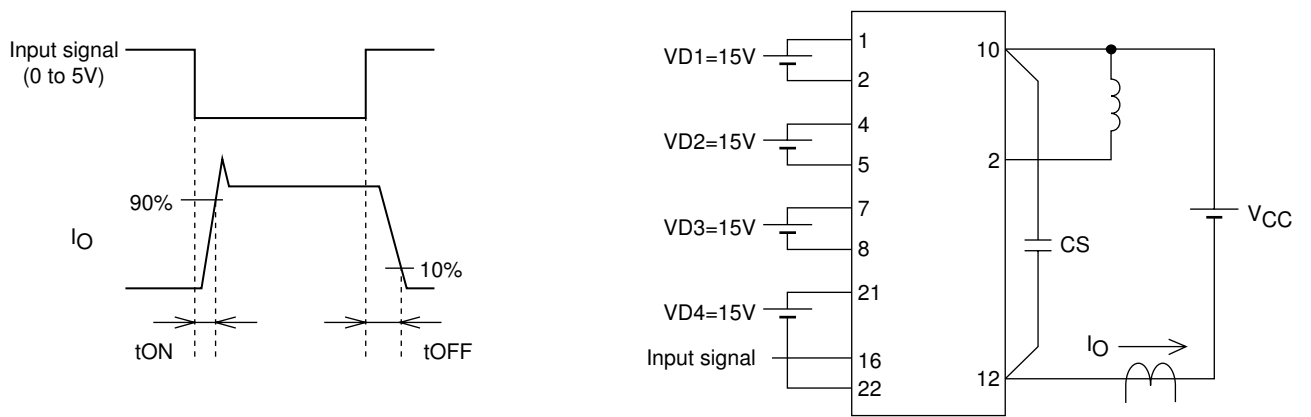 Input signal
(0 to 5V)
90%
IO
10%
tON
tOFF
VD1=15V
1
2
VD2=15V
4
5
VD3=15V
7
8
VD4=15V
21
Input signal
16
22
10
2
12
CS
VCC
IO